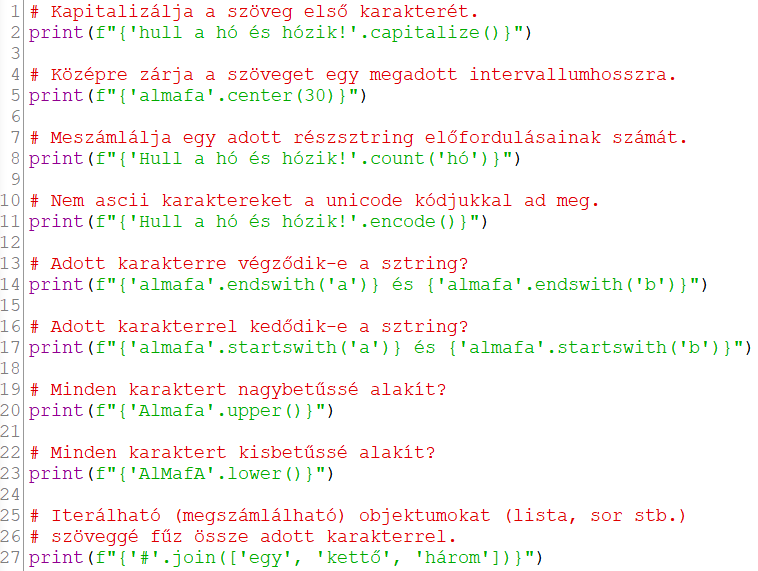 1 # Kapitalizálja a szöveg első karakterét.
2 print(f"{'hull a hó és hózik!'.capitalize()}")
3
4 # Középre zárja a szöveget egy megadott intervallumhosszra.
5 print(f"{'almafa'.center(30)}")
6
7 # Meszámlálja egy adott részsztring előfordulásainak számát.
8 print(f"{'Hull a hó és hózik!'.count('hó')}")
9
10 # Nem ascii karaktereket a unicode kódjukkal ad meg.
11 print(f"{'Hull a hó és hózik!'.encode()}")
12
13 # Adott karakterre végződik-e a sztring?
14 print(f"{'almafa'.endswith('a')} és {'almafa'.endswith('b')}")
15
16 # Adott karakterrel kedődik-e a sztring?
17 print(f"{'almafa'.startswith('a')} és {'almafa'.startswith('b')}")
18
19 # Minden karaktert nagybetűssé alakít?
20 print(f"{'Almafa'.upper()}")
21
22 # Minden karaktert kisbetűssé alakít?
23 print(f"{'AlMafA'.lower()}")
24
25 # Iterálható (megszámlálható) objektumokat (lista, sor stb.)
26 # szöveggé fűz össze adott karakterrel.
27 print(f"{'#'.join(['egy', 'kettő', 'három'])}")